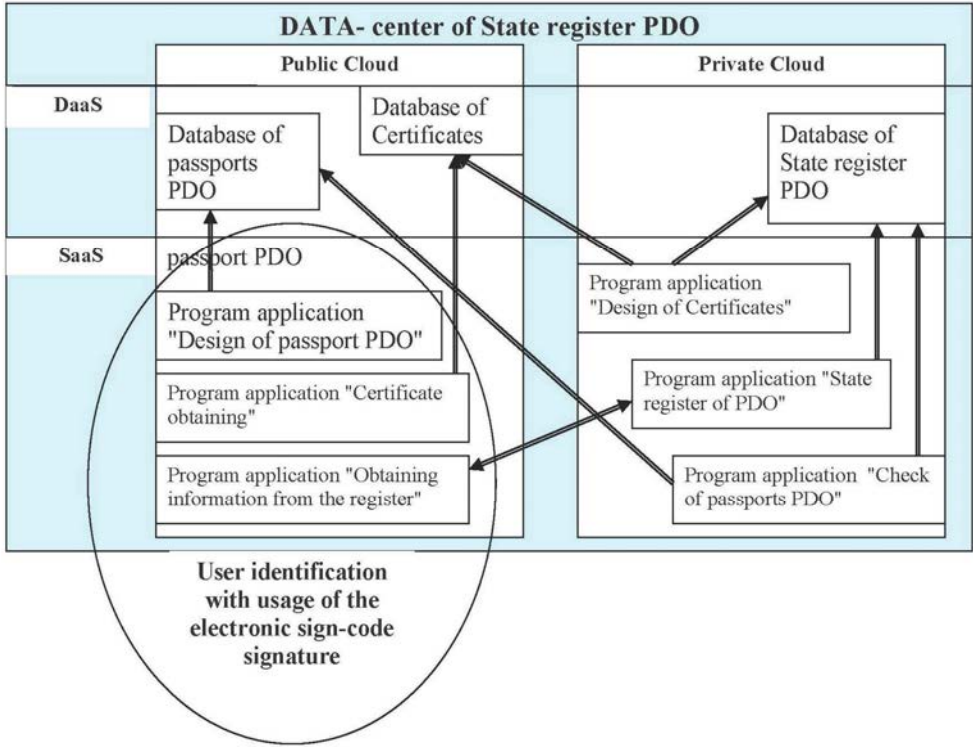 DATA- center of State register PDO
Public Cloud
Private Cloud
DaaS
Database of
passports
PDO
Database of
Certificates
Database of
State register
PDO
SaaS
passport PDO
Program application
"Design of passport PDO"
Program application "Certificate
obtaining"
Program application "Obtaining
information from the register"
Program application
"Design of Certificates"
Program application "State
register of PDO"
Program application "Check
of passports PDO"
User identification
with usage of the
electronic sign-code
signature